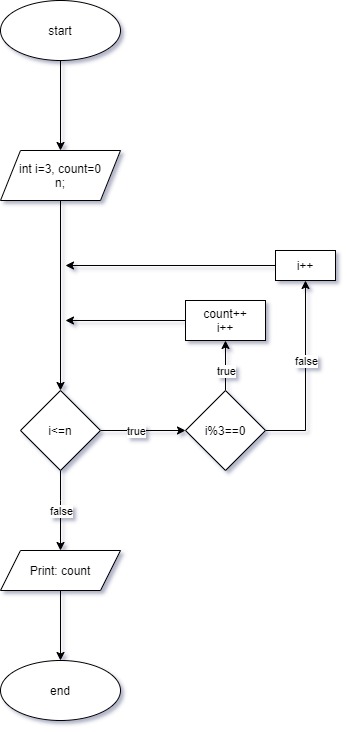 start
int i=3, count=0
n;
i++
count++
i++
true
false
i<=n
true
i%3==0
false
Print: count
end